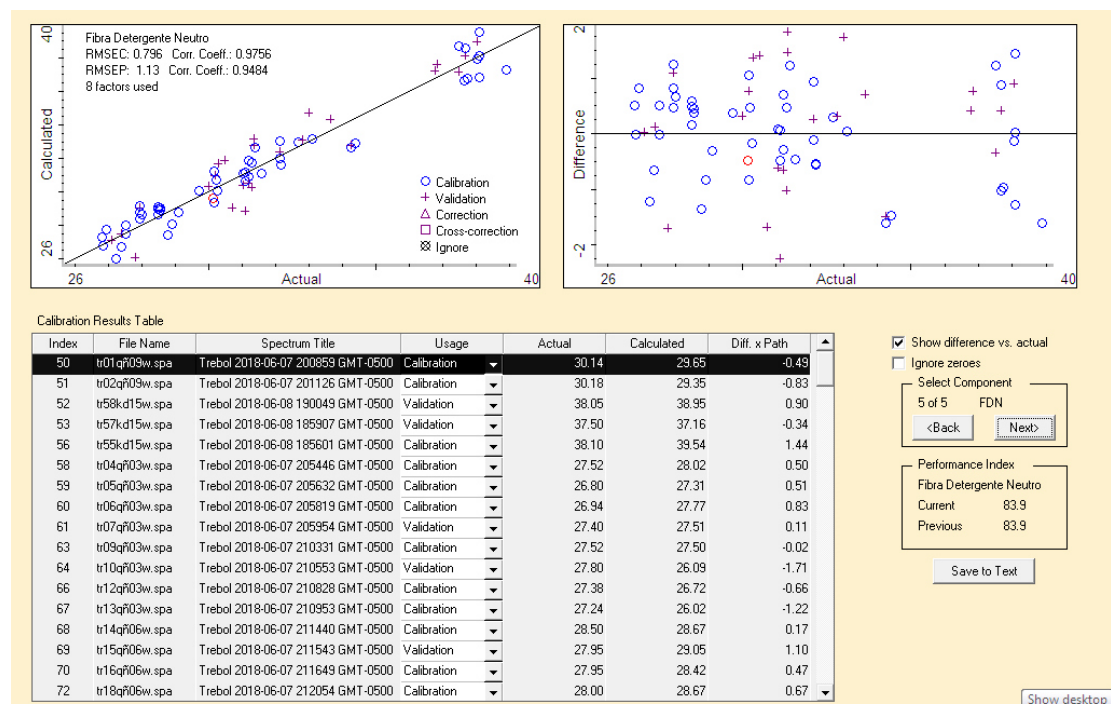 Fibra Detergente Neutro
RMSEC: 0.796 Corr. Coeff.: 0.9756
RMSEP: 1.13 Corr. Coeff.: 0.9484
8 factors used
40
Calculated
26
Calibration
Validation
Correction
Cross-correction
Ignore
26 Actual 40
2
Difference
-2
26 Actual 40
Calibration Results Table
Index File Name Spectrum Title Usage Actual Calculated Diff. x Path
50 tr01qñ09w.spa Trebol 2018-06-07 200859 GMT-0500 Calibration 30.14 29.65 -0.49
51 tr02qñ09w.spa Trebol 2018-06-07 201126 GMT-0500 Calibration 30.18 29.35 -0.83
52 tr58kd15w.spa Trebol 2018-06-08 190049 GMT-0500 Validation 38.05 38.95 0.90
53 tr57kd15w.spa Trebol 2018-06-08 185907 GMT-0500 Validation 37.50 37.16 -0.34
56 tr55kd15w.spa Trebol 2018-06-08 185601 GMT-0500 Calibration 38.10 39.54 1.44
58 tr04qñ03w.spa Trebol 2018-06-07 205446 GMT-0500 Calibration 27.52 28.02 0.50
59 tr05qñ03w.spa Trebol 2018-06-07 205632 GMT-0500 Calibration 26.80 27.31 0.51
60 tr06qñ03w.spa Trebol 2018-06-07 205819 GMT-0500 Calibration 26.94 27.77 0.83
61 tr07qñ03w.spa Trebol 2018-06-07 205954 GMT-0500 Validation 27.40 27.51 0.11
63 tr09qñ03w.spa Trebol 2018-06-07 210331 GMT-0500 Calibration 27.52 27.50 -0.02
64 tr10qñ03w.spa Trebol 2018-06-07 210553 GMT-0500 Validation 27.80 26.09 -1.71
66 tr12qñ03w.spa Trebol 2018-06-07 210828 GMT-0500 Calibration 27.38 26.72 -0.66
67 tr13qñ03w.spa Trebol 2018-06-07 210953 GMT-0500 Calibration 27.24 26.02 -1.22
68 tr14qñ06w.spa Trebol 2018-06-07 211440 GMT-0500 Calibration 28.50 28.67 0.17
69 tr15qñ06w.spa Trebol 2018-06-07 211543 GMT-0500 Validation 27.95 29.05 1.10
70 tr16qñ06w.spa Trebol 2018-06-07 211649 GMT-0500 Calibration 27.95 28.42 0.47
72 tr18qñ06w.spa Trebol 2018-06-07 212054 GMT-0500 Calibration 28.00 28.67 0.67
Show difference vs. actual
Ignore zeroes
Select Component
5 of 5 FDN
<Back Next>
Performance Index
Fibra Detergente Neutro
Current 83.9
Previous 83.9
Save to Text
Show desktop